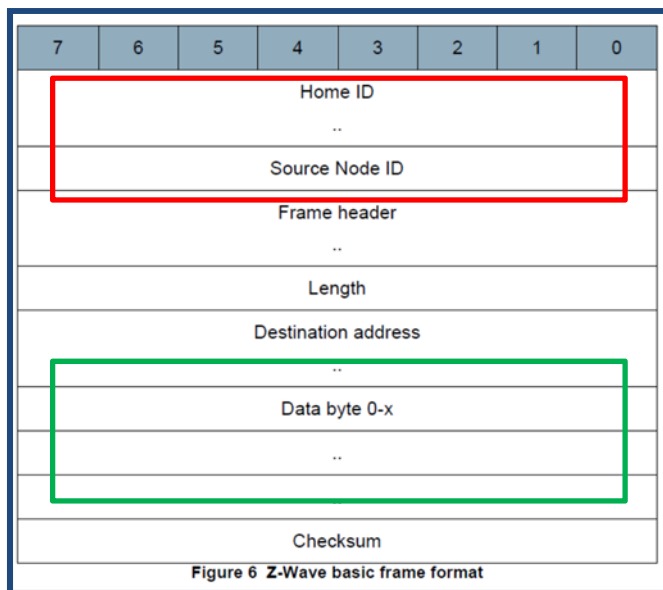 7 6 5 4 3 2 1 0
Home ID
..
Source Node ID
Frame header
..
Length
Destination address
..
Data byte 0-x
..
..
Checksum
Figure 6 Z-Wave basic frame format